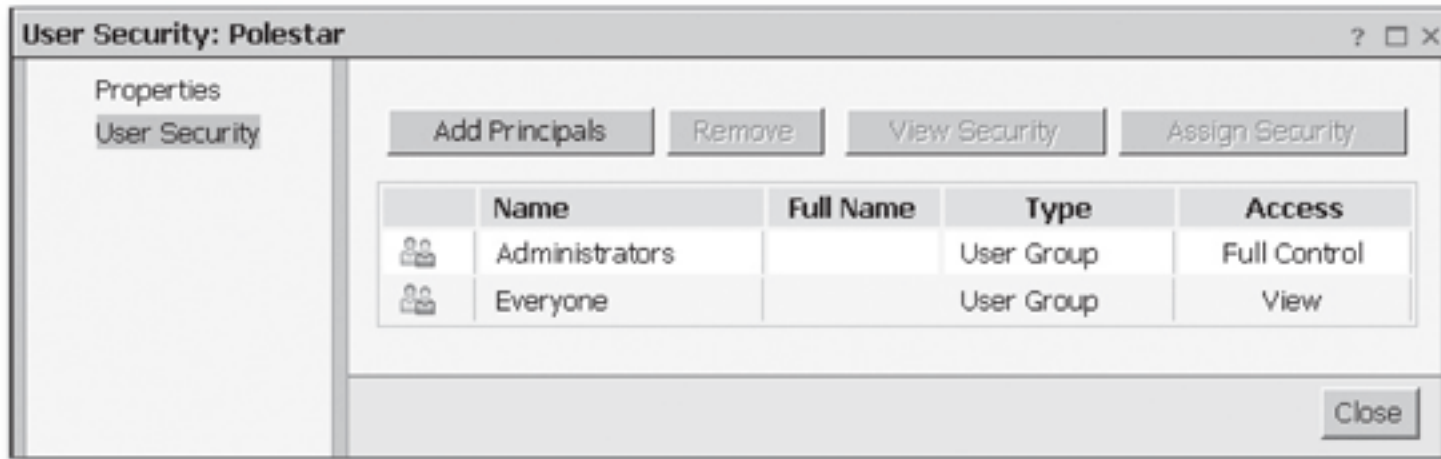 User Security: Polestar
?
Properties
User Security
Add Principals Remove View Security Assign Security
Name Full Name Type Access
Administrators User Group Full Control
Everyone User Group View
Close